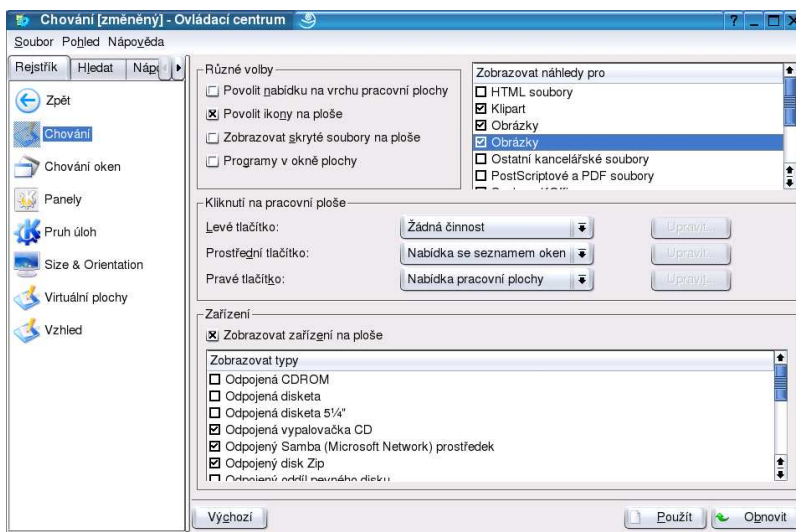 Chování [změněný] - Ovládací centrum
Soubor Pohled Nápověda
Rejstřík Hledat
Zpět
Chování
Chování oken
Panely
Pruh úloh
Size & Orientation
Virtuální plochy
Vzhled
Různé volby
Povolit nabídku na vrchu pracovní plochy
Povolit ikony na ploše
Zobrazovat skryté soubory na ploše
Programy v okně plochy
Zobrazovat náhledy pro
HTML soubory
Klipart
Obrázky
Obrázky
Ostatní kancelářské soubory
PostScriptové a PDF soubory
Kliknutí na pracovní ploše
Levé tlačítko: Žádná činnost Upravit...
Prostřední tlačítko: Nabídka se seznamem oken Upravit...
Pravé tlačítko: Nabídka pracovní plochy Upravit...
Zařízení
Zobrazovat zařízení na ploše
Zobrazovat typy
Odpojená CDROM
Odpojená disketa
Odpojená disketa 5¼"
Odpojená vypalovačka CD
Odpojený Samba (Microsoft Network) prostředek
Odpojený disk Zip
Odpojený oddíl pevného disku
Výchozí Použít Obnovit